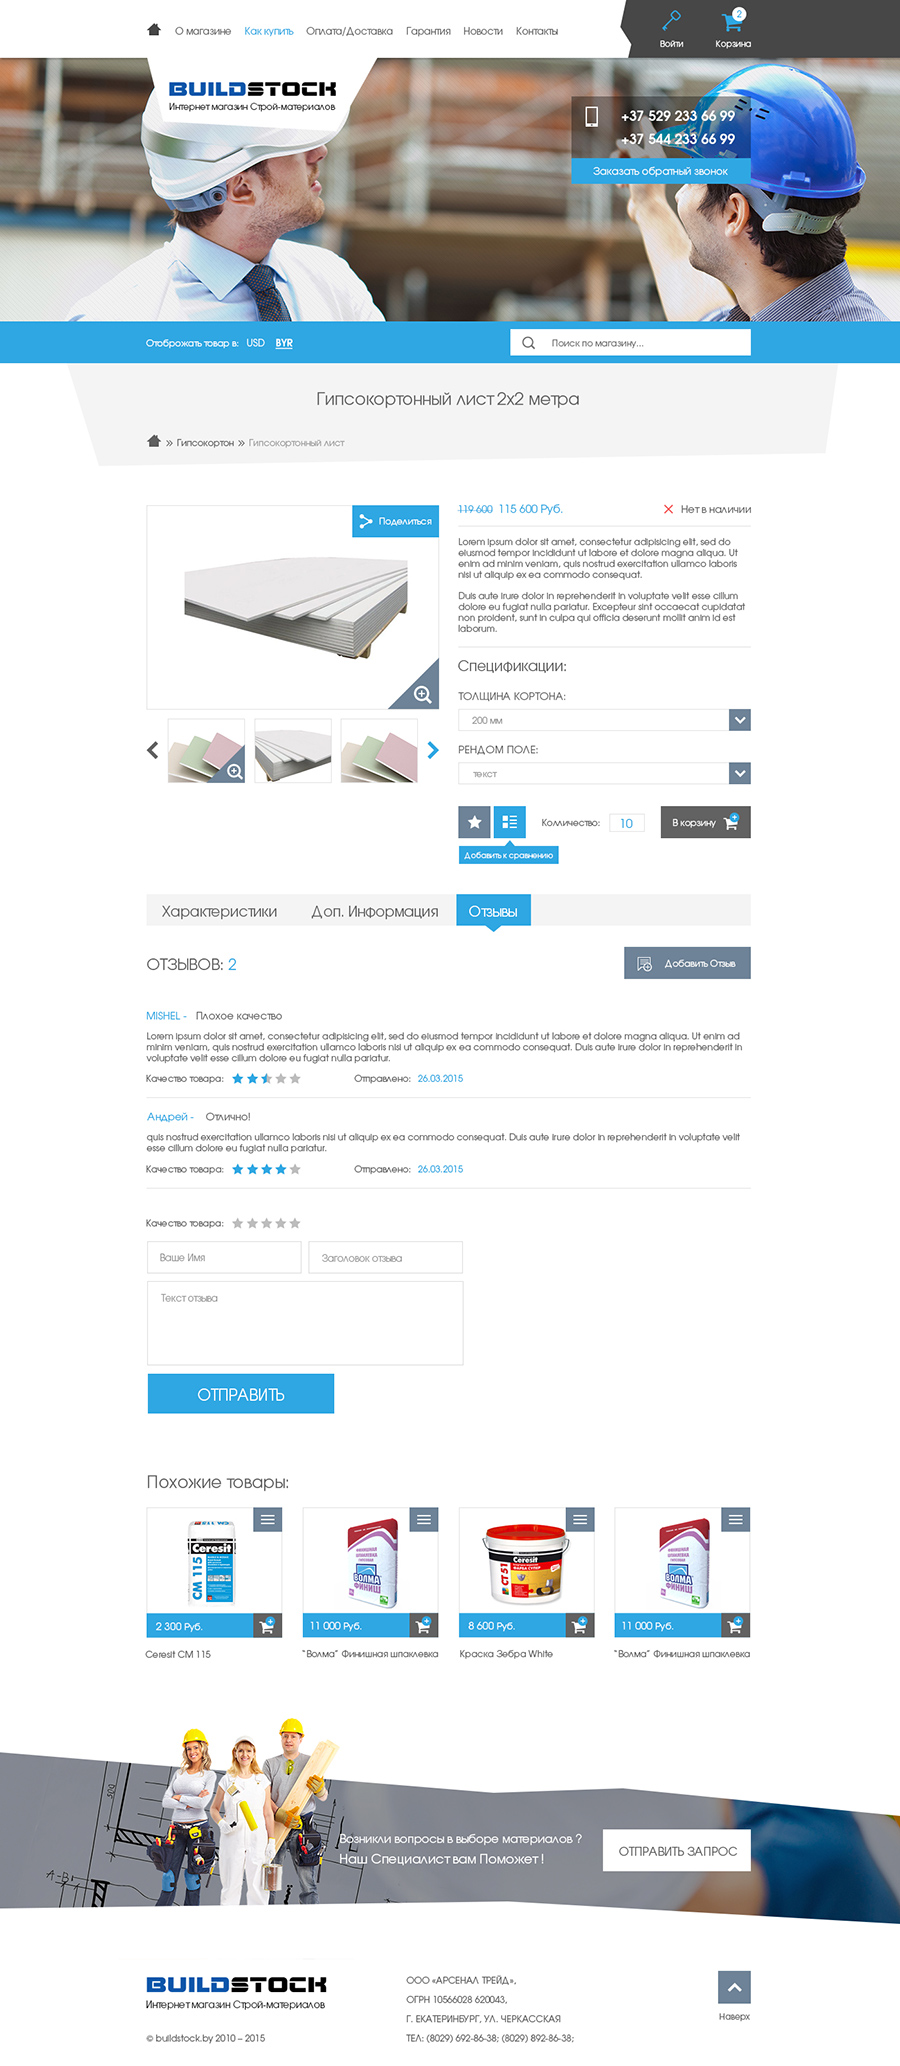 О магазине Как купить Оплата/Доставка Гарантия Новости Контакты
Войти
2
Корзина
BUILDSTOCK
Интернет магазин Строй-материалов
+37 529 233 66 99
+37 544 233 66 99
Заказать обратный звонок
Отоброжать товар в: USD BYR
Поиск по магазину...
Гипсокортонный лист 2х2 метра
» Гипсокортон » Гипсокортонный лист
Поделиться
119 600 115 600 Руб.
Нет в наличии
Lorem ipsum dolor sit amet, consectetur adipisicing elit, sed do
eiusmod tempor incididunt ut labore et dolore magna aliqua. Ut
enim ad minim veniam, quis nostrud exercitation ullamco laboris
nisi ut aliquip ex ea commodo consequat.
Duis aute irure dolor in reprehenderit in voluptate velit esse cillum
dolore eu fugiat nulla pariatur. Excepteur sint occaecat cupidatat
non proident, sunt in culpa qui officia deserunt mollit anim id est
laborum.
Спецификации:
ТОЛЩИНА КОРТОНА:
200 мм
РЕНДОМ ПОЛЕ:
текст
Колличество: 10
В корзину
Добавить к сравнению
Характеристики Доп. Информация Отзывы
ОТЗЫВОВ: 2
Добавить Отзыв
MISHEL - Плохое качество
Lorem ipsum dolor sit amet, consectetur adipisicing elit, sed do eiusmod tempor incididunt ut labore et dolore magna aliqua. Ut enim ad
minim veniam, quis nostrud exercitation ullamco laboris nisi ut aliquip ex ea commodo consequat. Duis aute irure dolor in reprehenderit in
voluptate velit esse cillum dolore eu fugiat nulla pariatur.
Качество товара: Отправлено: 26.03.2015
Андрей - Отлично!
quis nostrud exercitation ullamco laboris nisi ut aliquip ex ea commodo consequat. Duis aute irure dolor in reprehenderit in voluptate velit
esse cillum dolore eu fugiat nulla pariatur.
Качество товара: Отправлено: 26.03.2015
Качество товара:
Ваше Имя
Заголовок отзыва
Текст отзыва
ОТПРАВИТЬ
Похожие товары:
Ceresit
CM 115
ВОЛМА
ФИНИШ
Ceresit
CT 51
ВОЛМА
ФИНИШ
2 300 Руб.
11 000 Руб.
8 600 Руб.
11 000 Руб.
Ceresit CM 115
“Волма” Финишная шпаклевка
Краска Зебра White
“Волма” Финишная шпаклевка
500
А-В-1
Возникли вопросы в выборе материалов ?
Наш Специалист вам Поможет !
ОТПРАВИТЬ ЗАПРОС
BUILDSTOCK
Интернет магазин Строй-материалов
© buildstock.by 2010 – 2015
ООО «АРСЕНАЛ ТРЕЙД»,
ОГРН 10566028 620043,
Г. ЕКАТЕРИНБУРГ, УЛ. ЧЕРКАССКАЯ
ТЕЛ: (8029) 692-86-38; (8029) 892-86-38;
Наверх